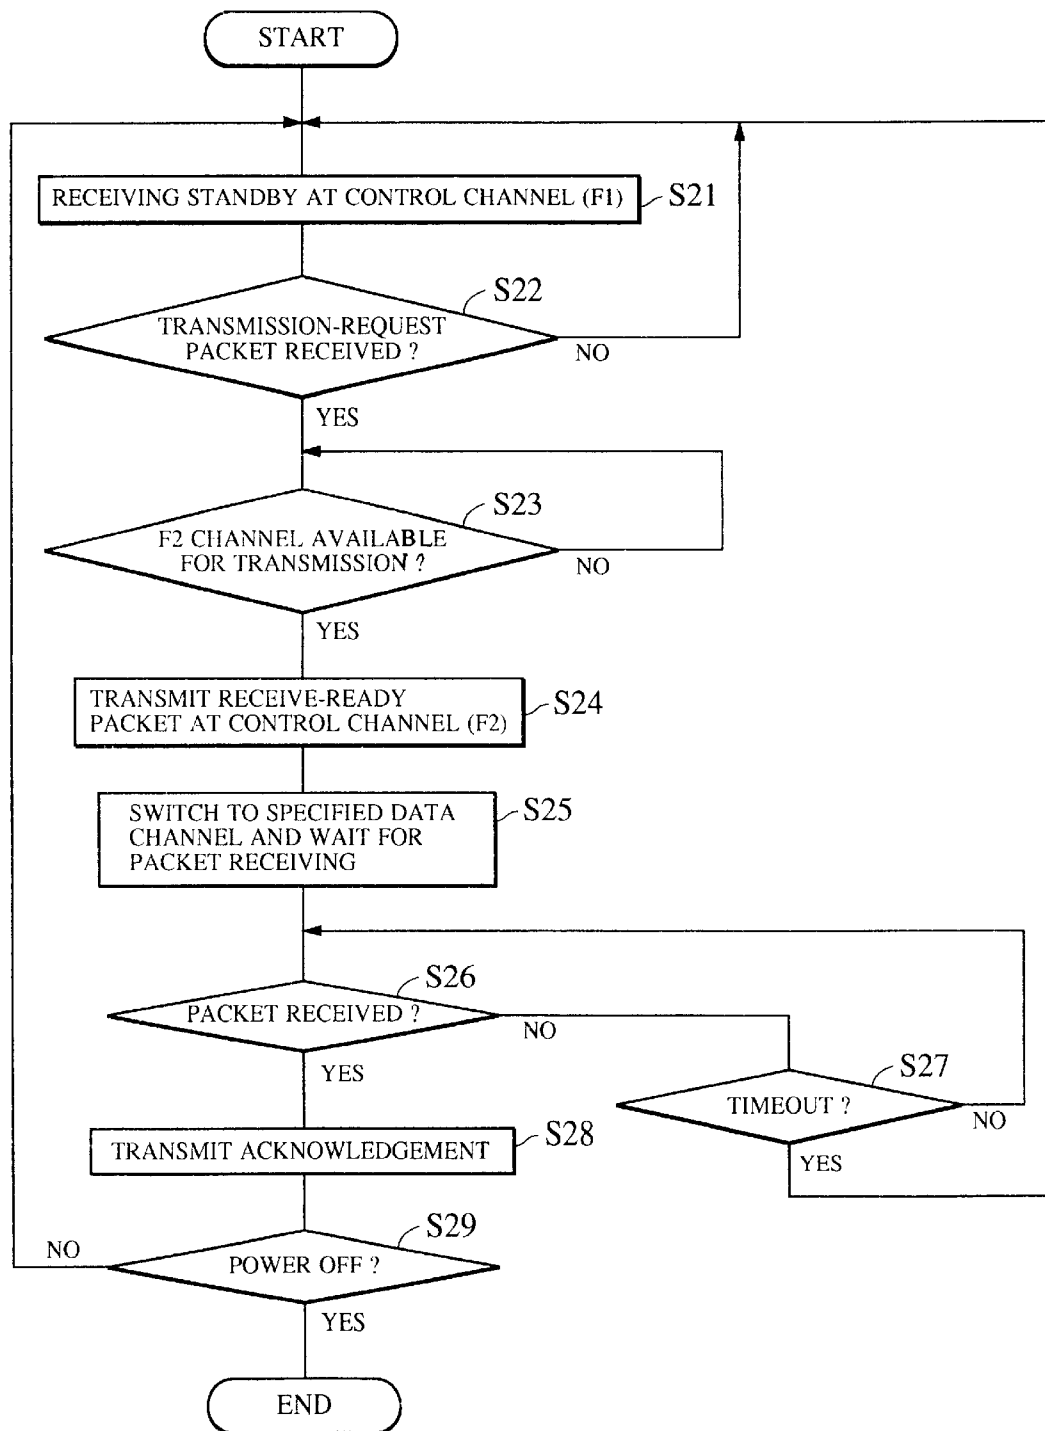 START
RECEIVING STANDBY AT CONTROL CHANNEL (F1)
S21
S22
TRANSMISSION-REQUEST
PACKET RECEIVED ?
NO
YES
S23
F2 CHANNEL AVAILABLE
FOR TRANSMISSION ?
NO
YES
TRANSMIT RECEIVE-READY
PACKET AT CONTROL CHANNEL (F2)
S24
SWITCH TO SPECIFIED DATA
CHANNEL AND WAIT FOR
PACKET RECEIVING
S25
S26
PACKET RECEIVED ?
NO
YES
S27
TIMEOUT ?
NO
YES
TRANSMIT ACKNOWLEDGEMENT
S28
S29
NO
POWER OFF ?
YES
END